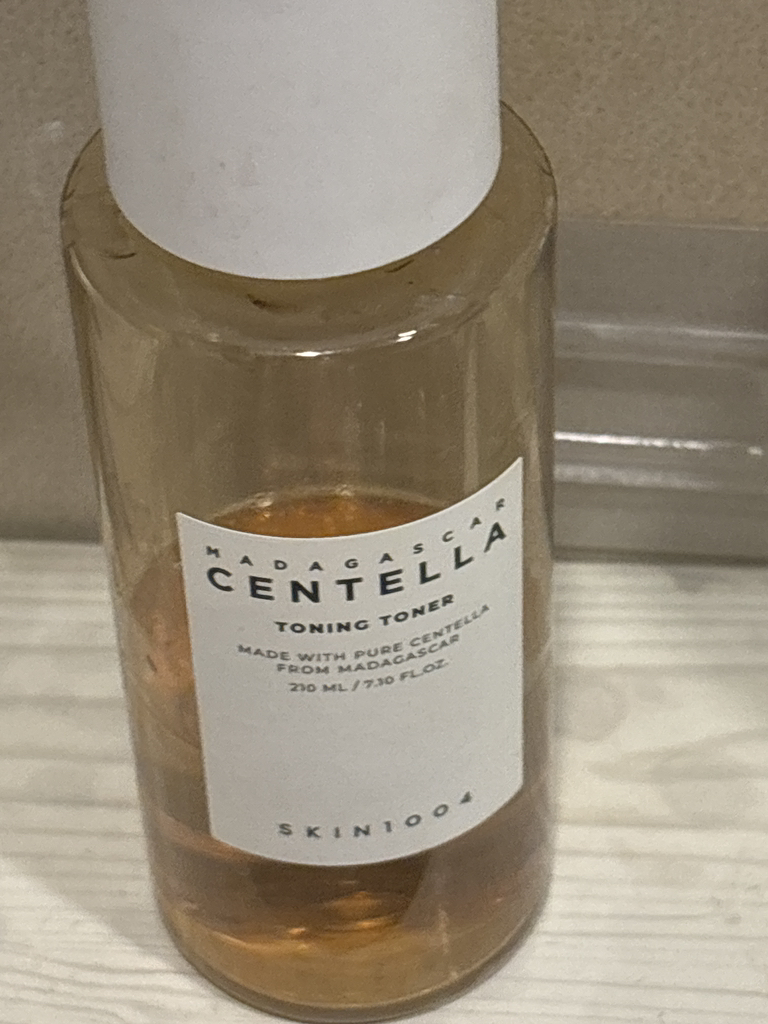 MADAGASCAR
CENTELLA
TONING TONER
MADE WITH PURE CENTELLA
FROM MADAGASCAR
210 ML / 7.10 FL.OZ.
SKIN1004